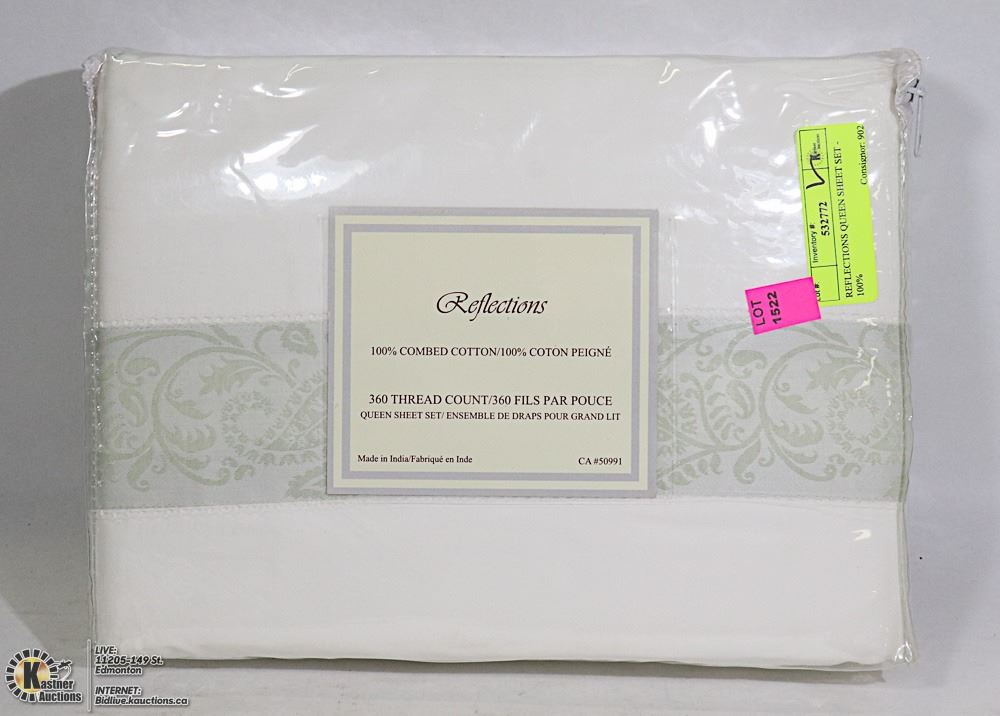 Reflections
100% COMBED COTTON/100% COTON PEIGNÉ
360 THREAD COUNT/360 FILS PAR POUCE
QUEEN SHEET SET/ ENSEMBLE DE DRAPS POUR GRAND LIT
Made in India/Fabriqué en Inde
CA #50991
Inventory #:
532772
REFLECTIONS QUEEN SHEET SET -
100%
Consignor: 902
LOT
1522
Kastner
Auctions
LIVE:
11205-149 St.
Edmonton
INTERNET:
Bidlive.kauctions.ca